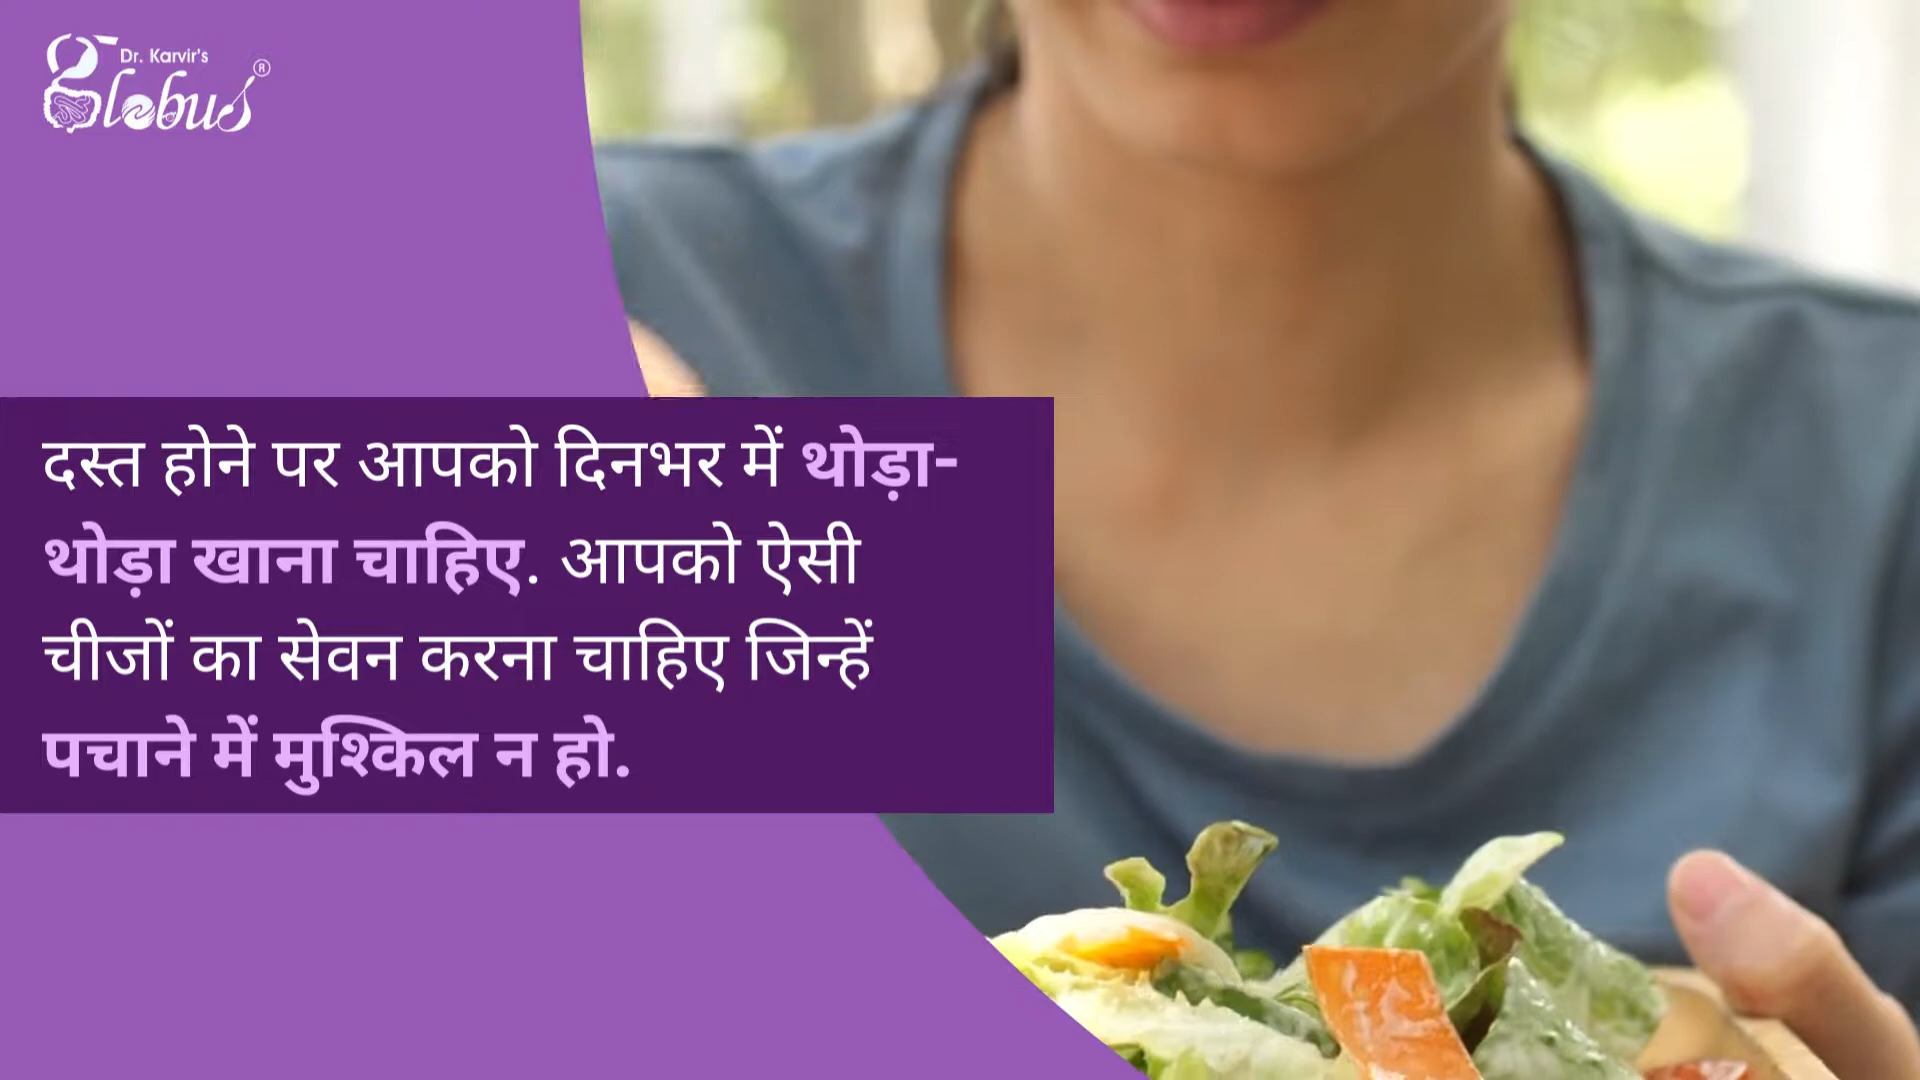 Dr. Karvir's
Globus®
दस्त होने पर आपको दिनभर में थोड़ा-
थोड़ा खाना चाहिए. आपको ऐसी
चीजों का सेवन करना चाहिए जिन्हें
पचाने में मुश्किल न हो.